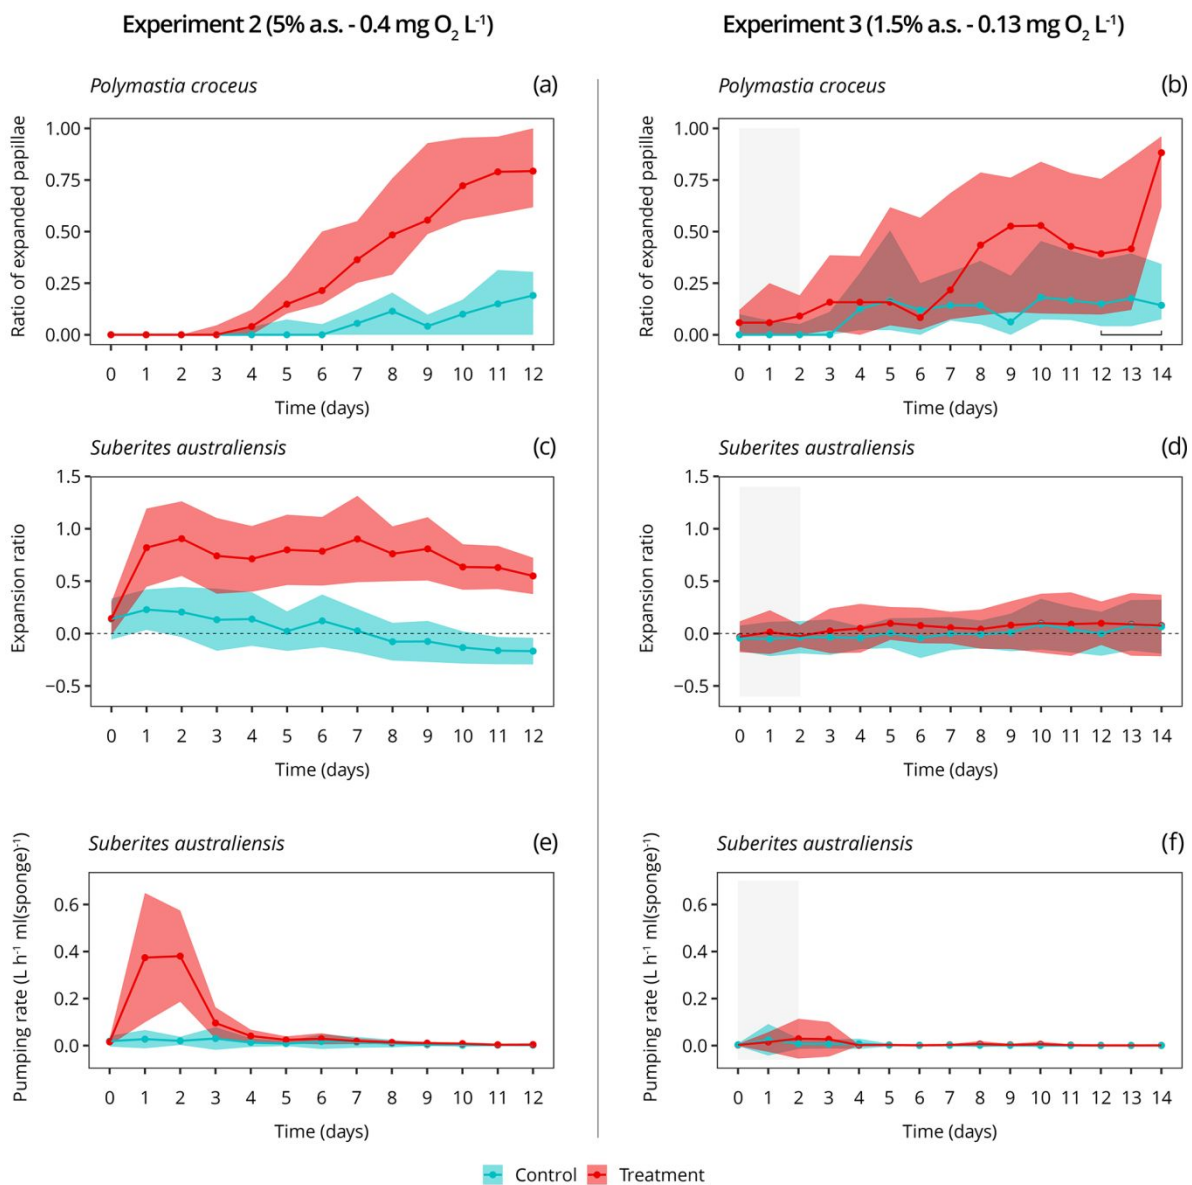 Experiment 2 (5% a.s. - 0.4 mg O₂ L⁻¹)
Experiment 3 (1.5% a.s. - 0.13 mg O₂ L⁻¹)
Polymastia croceus
(a)
Ratio of expanded papillae
1.00
0.75
0.50
0.25
0.00
0 1 2 3 4 5 6 7 8 9 10 11 12
Time (days)
Polymastia croceus
(b)
Ratio of expanded papillae
1.00
0.75
0.50
0.25
0.00
0 1 2 3 4 5 6 7 8 9 10 11 12 13 14
Time (days)
Suberites australiensis
(c)
Expansion ratio
1.5
1.0
0.5
0.0
−0.5
0 1 2 3 4 5 6 7 8 9 10 11 12
Time (days)
Suberites australiensis
(d)
Expansion ratio
1.5
1.0
0.5
0.0
−0.5
0 1 2 3 4 5 6 7 8 9 10 11 12 13 14
Time (days)
Suberites australiensis
(e)
Pumping rate (L h⁻¹ ml(sponge)⁻¹)
0.6
0.4
0.2
0.0
0 1 2 3 4 5 6 7 8 9 10 11 12
Time (days)
Suberites australiensis
(f)
Pumping rate (L h⁻¹ ml(sponge)⁻¹)
0.6
0.4
0.2
0.0
0 1 2 3 4 5 6 7 8 9 10 11 12 13 14
Time (days)
Control Treatment